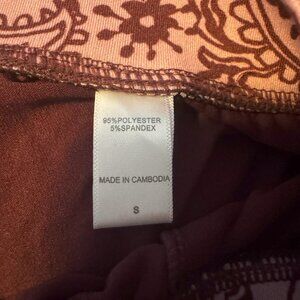 95%POLYESTER
5%SPANDEX
MADE IN CAMBODIA
S